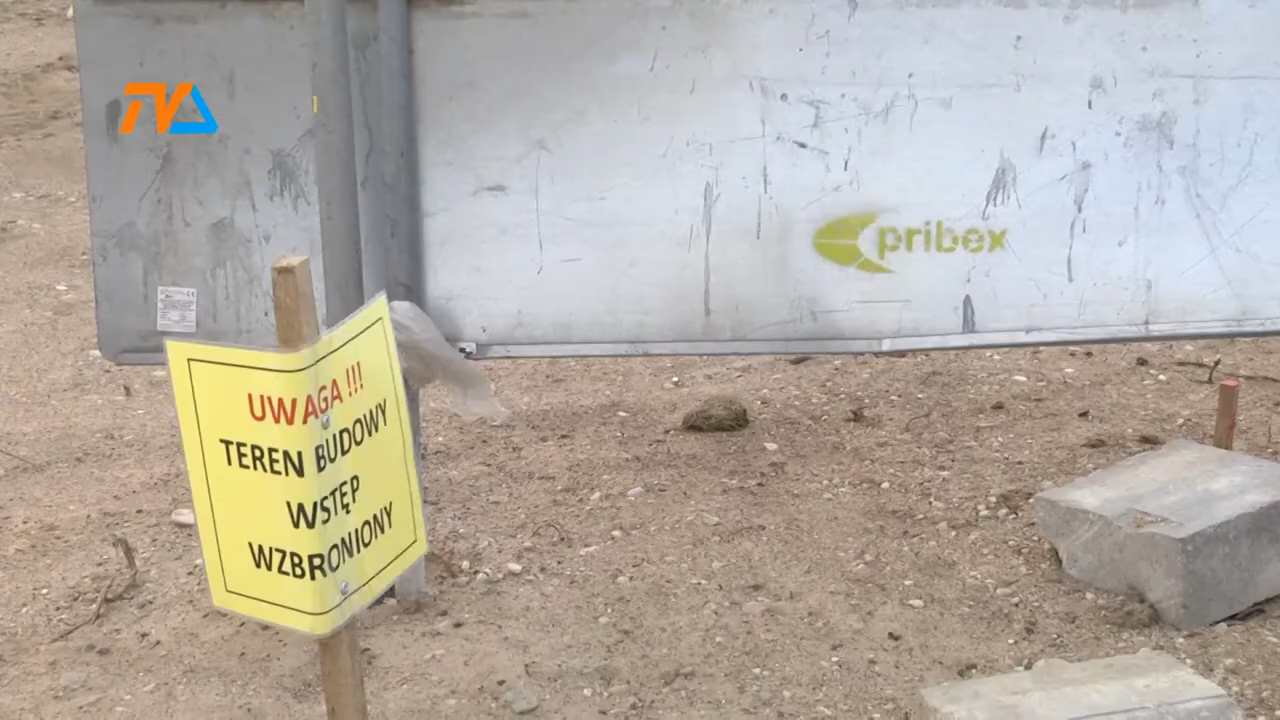 TVA
pribex
UWAGA !!!
TEREN BUDOWY
WSTĘP
WZBRONIONY